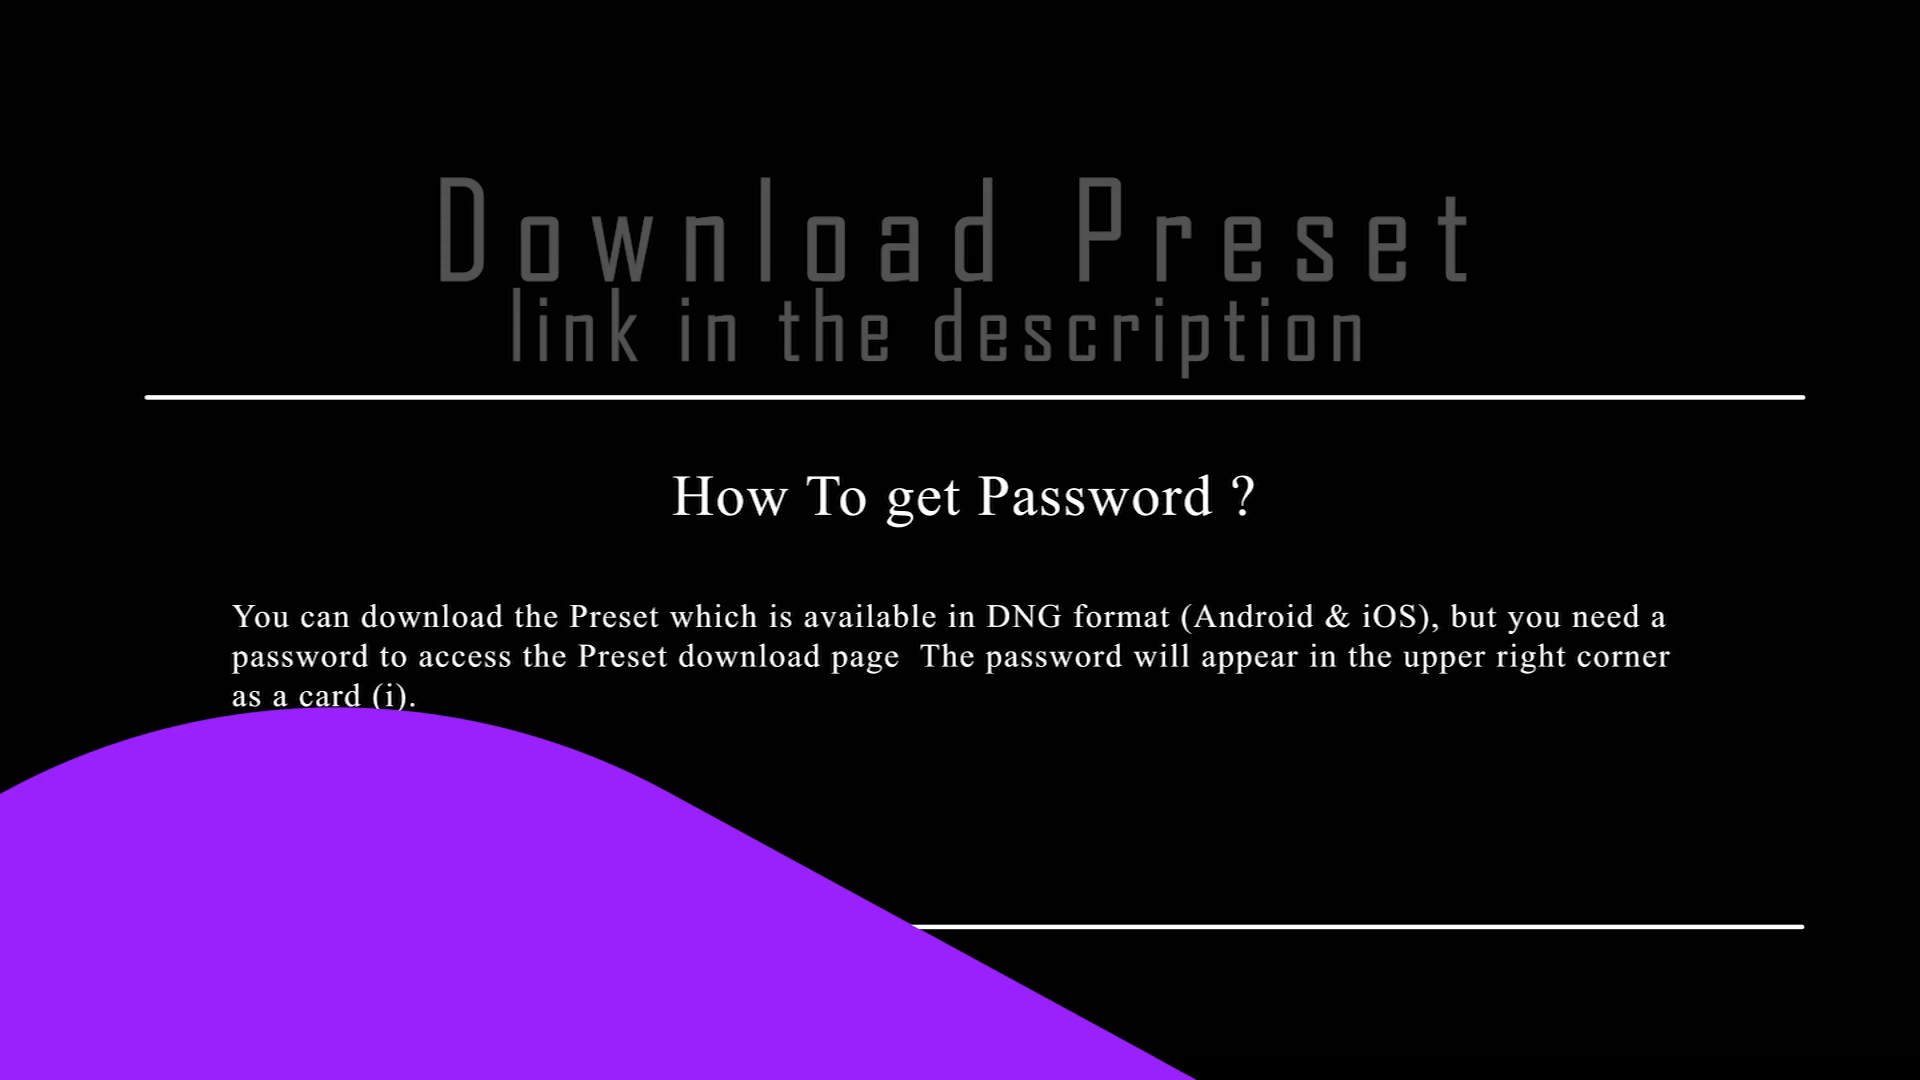 Download Preset
link in the description
How To get Password ?
You can download the Preset which is available in DNG format (Android & iOS), but you need a
password to access the Preset download page  The password will appear in the upper right corner
as a card (i).